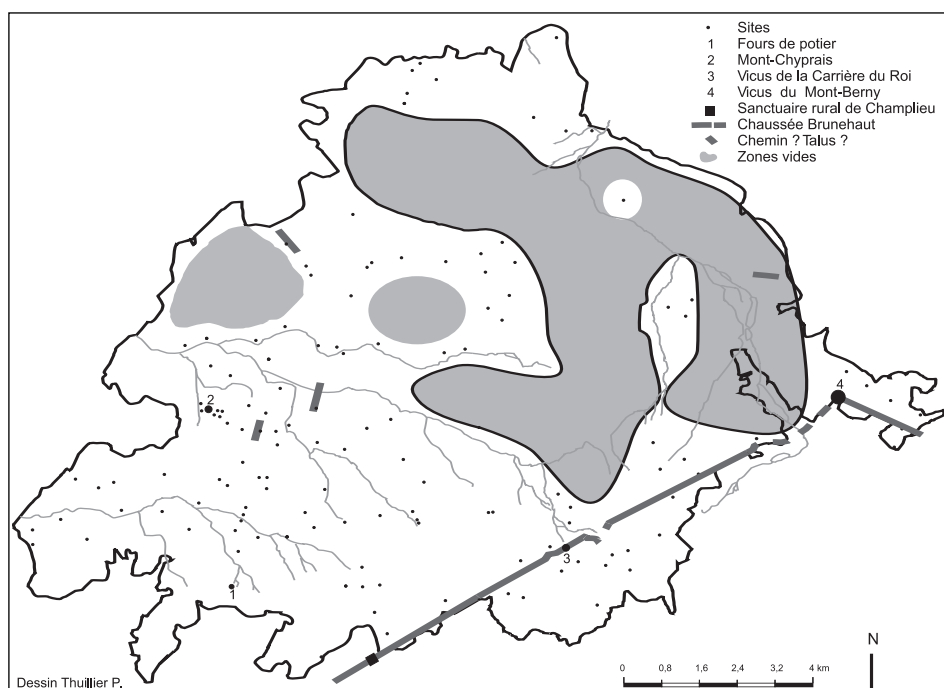 Sites
1 Fours de potier
2 Mont-Chyprais
3 Vicus de la Carrière du Roi
4 Vicus du Mont-Berny
Sanctuaire rural de Champlieu
Chaussée Brunehaut
Chemin ? Talus ?
Zones vides
4
2
3
1
N
0 0,8 1,6 2,4 3,2 4 km
Dessin Thuillier P.